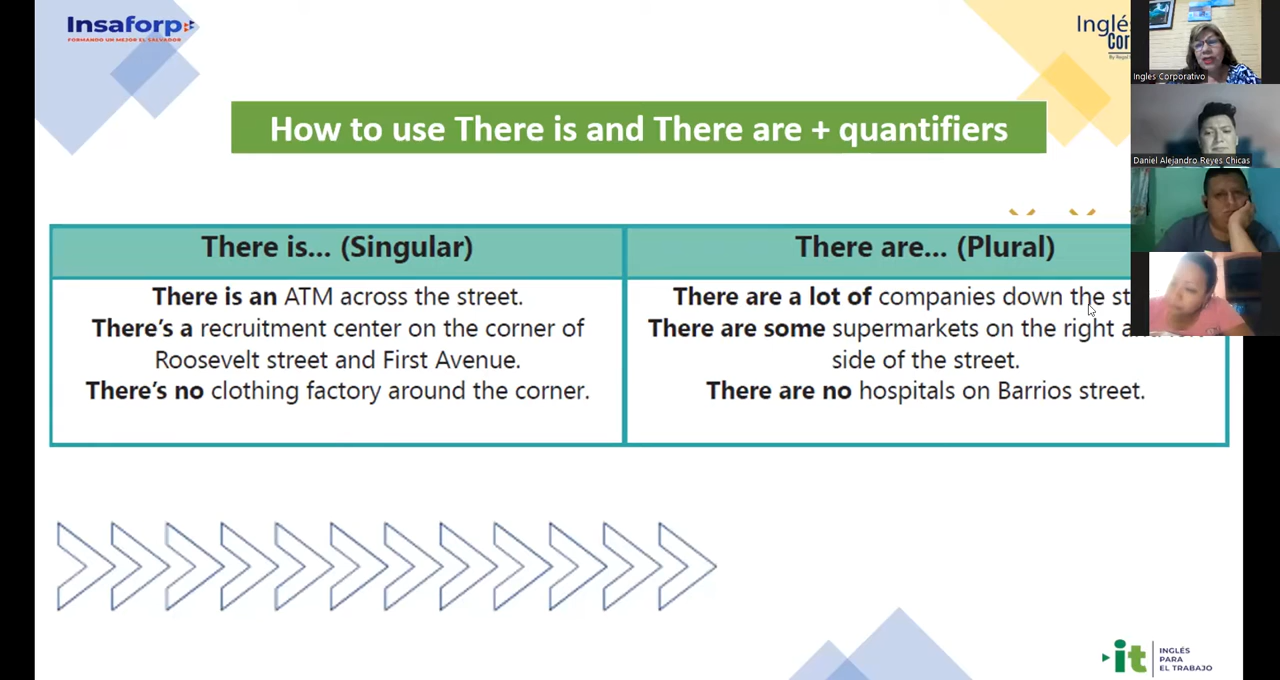 Insaforp
FORMANDO UN MEJOR EL SALVADOR
Inglé
Cor
How to use There is and There are + quantifiers
There is... (Singular)
There are... (Plural)
There is an ATM across the street.
There's a recruitment center on the corner of
Roosevelt street and First Avenue.
There's no clothing factory around the corner.
There are a lot of companies down the st
There are some supermarkets on the right
side of the street.
There are no hospitals on Barrios street.
Ingles Corporativo
Daniel Alejandro Reyes Chicas
it
INGLÉS
PARA
EL TRABAJO